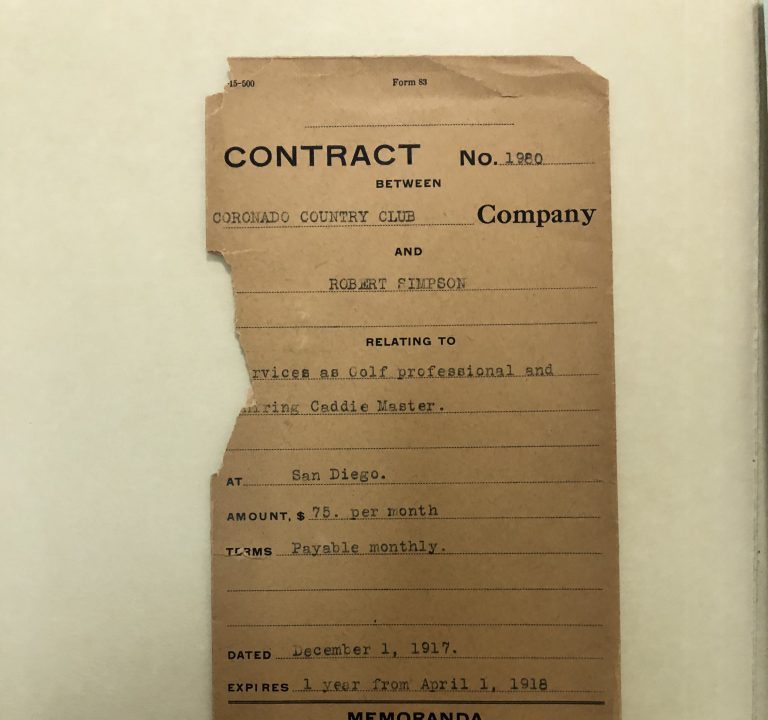 -15-500 Form 83
CONTRACT No. 1980
BETWEEN
CORONADO COUNTRY CLUB Company
AND
ROBERT SIMPSON
RELATING TO
rvices as Golf professional and
ring Caddie Master.
AT San Diego.
AMOUNT, $ 75. per month
TERMS Payable monthly.
DATED December 1, 1917.
EXPIRES 1 year from April 1, 1918
MEMORANDA